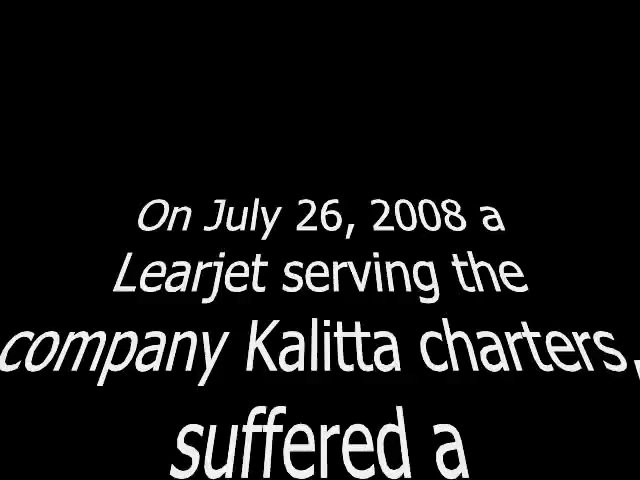 On July 26, 2008 a
Learjet serving the
company Kalitta charters,
suffered a